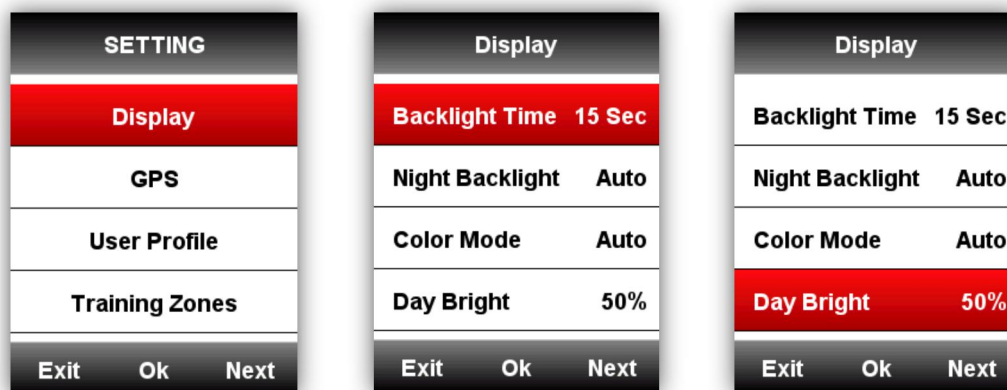 SETTING
Display
GPS
User Profile
Training Zones
Exit Ok Next
Display
Backlight Time 15 Sec
Night Backlight Auto
Color Mode Auto
Day Bright 50%
Exit Ok Next
Display
Backlight Time 15 Sec
Night Backlight Auto
Color Mode Auto
Day Bright 50%
Exit Ok Next